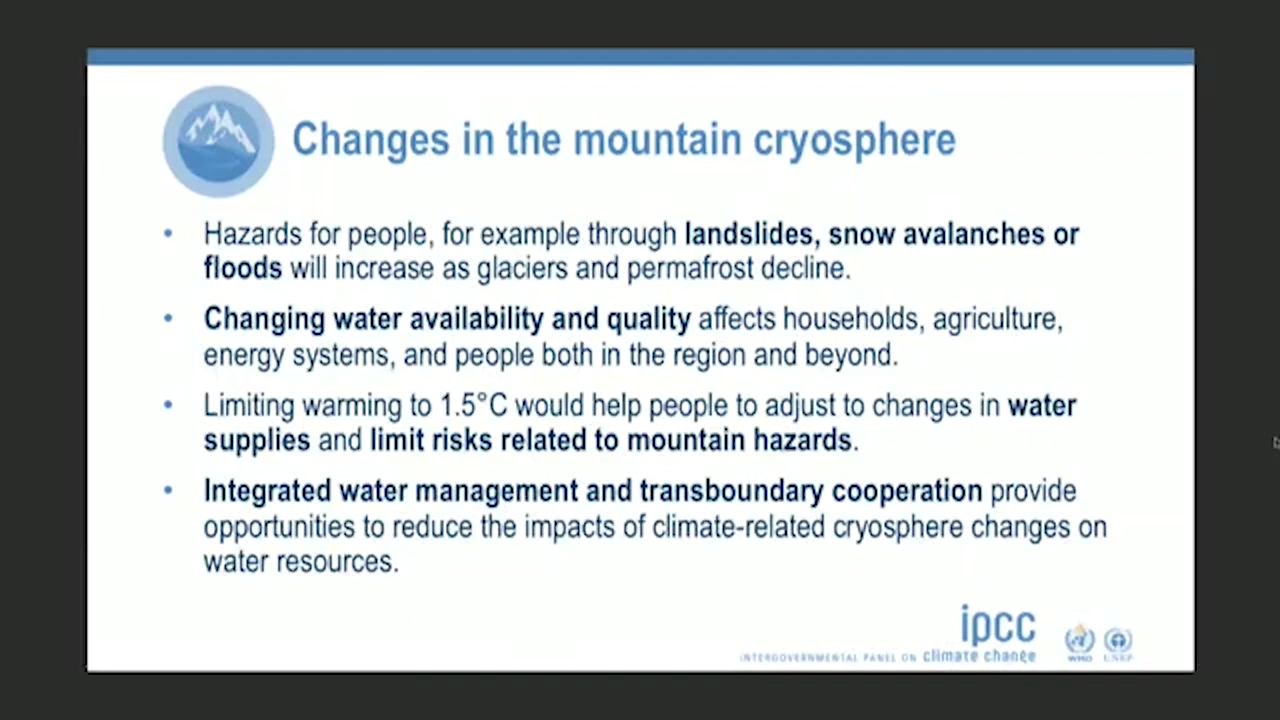 Changes in the mountain cryosphere
• Hazards for people, for example through landslides, snow avalanches or
floods will increase as glaciers and permafrost decline.
• Changing water availability and quality affects households, agriculture,
energy systems, and people both in the region and beyond.
• Limiting warming to 1.5°C would help people to adjust to changes in water
supplies and limit risks related to mountain hazards.
• Integrated water management and transboundary cooperation provide
opportunities to reduce the impacts of climate-related cryosphere changes on
water resources.
ipcc
INTERGOVERNMENTAL PANEL ON climate change
WMO
UNEP